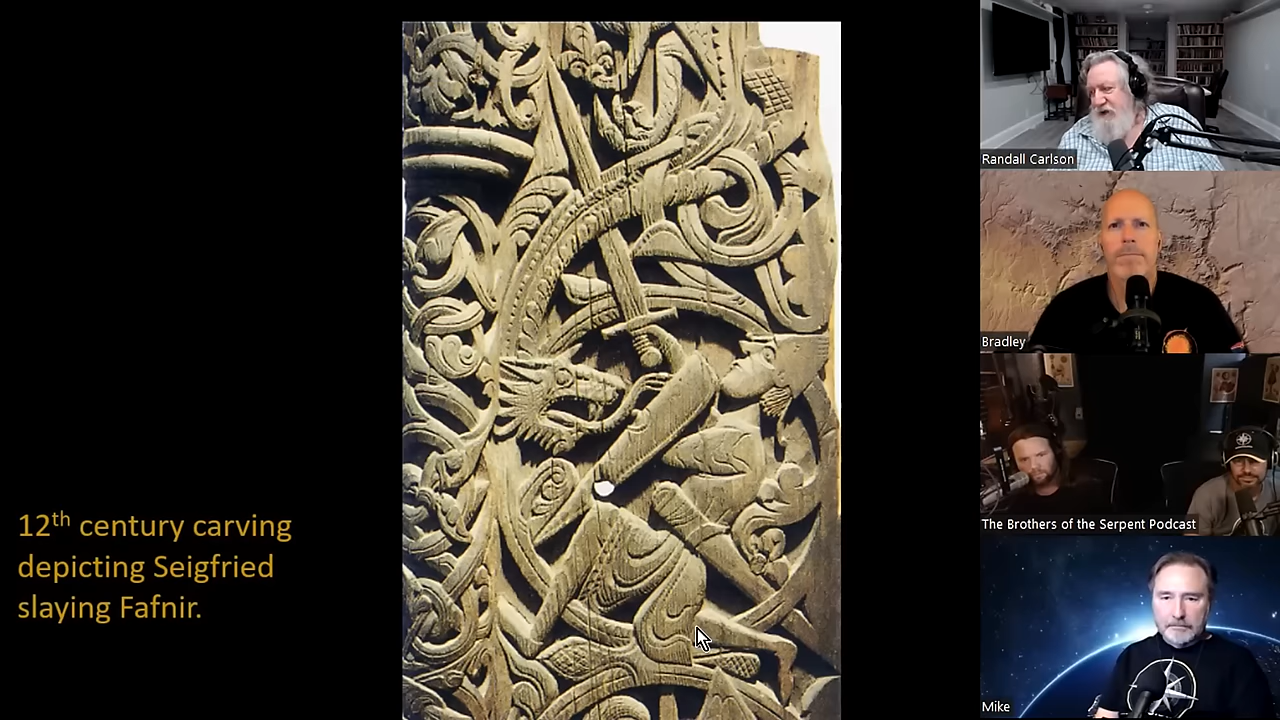 12th century carving
depicting Seigfried
slaying Fafnir.
Randall Carlson
Bradley
The Brothers of the Serpent Podcast
Mike